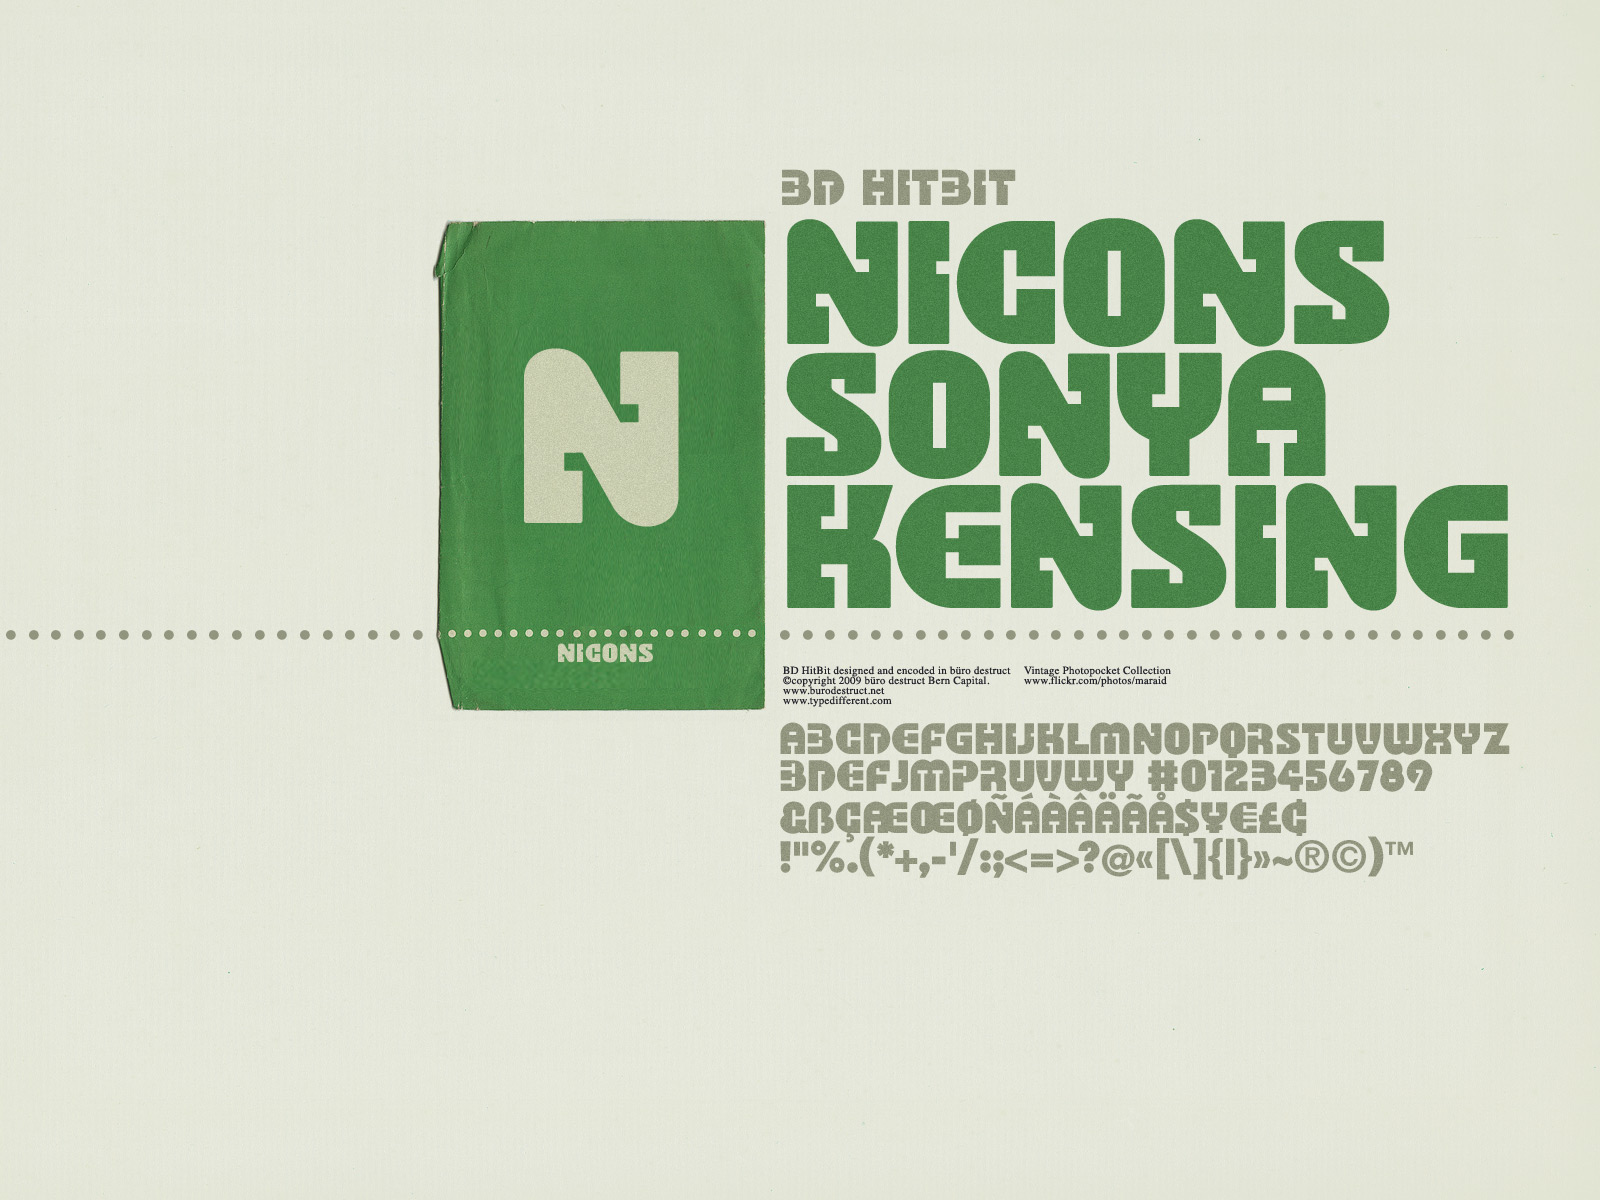 BD HITBIT
N
NICONS
NICONS
SONYA
KENSING
BD HitBit designed and encoded in büro destruct
©copyright 2009 büro destruct Bern Capital.
www.burodestruct.net
www.typedifferent.com
Vintage Photopocket Collection
www.flickr.com/photos/maraid
ABCDEFGHIJKLMNOPQRSTUVWXYZ
BDEFJMPRUVWY #0123456789
&ßÇÆŒØÑÁÀÂÄÃÅ$¥€£¢
!"%.(*+,-'/:;<=>?@«[\]{|}»~®©)™